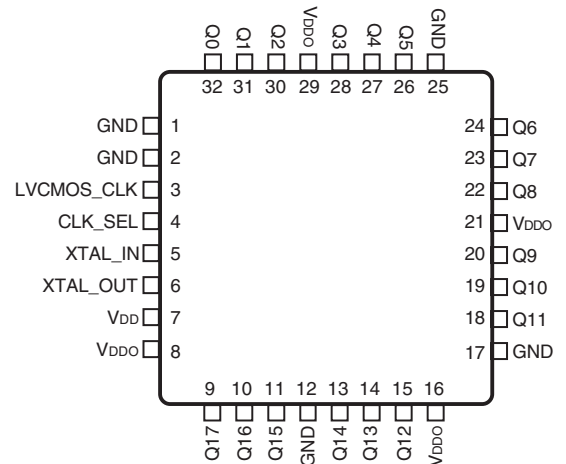 Q0 Q1 Q2 VDDO Q3 Q4 Q5 GND
32 31 30 29 28 27 26 25
GND 1 24 Q6
GND 2 23 Q7
LVCMOS_CLK 3 22 Q8
CLK_SEL 4 21 VDDO
XTAL_IN 5 20 Q9
XTAL_OUT 6 19 Q10
VDD 7 18 Q11
VDDO 8 17 GND
9 10 11 12 13 14 15 16
Q17 Q16 Q15 GND Q14 Q13 Q12 VDDO